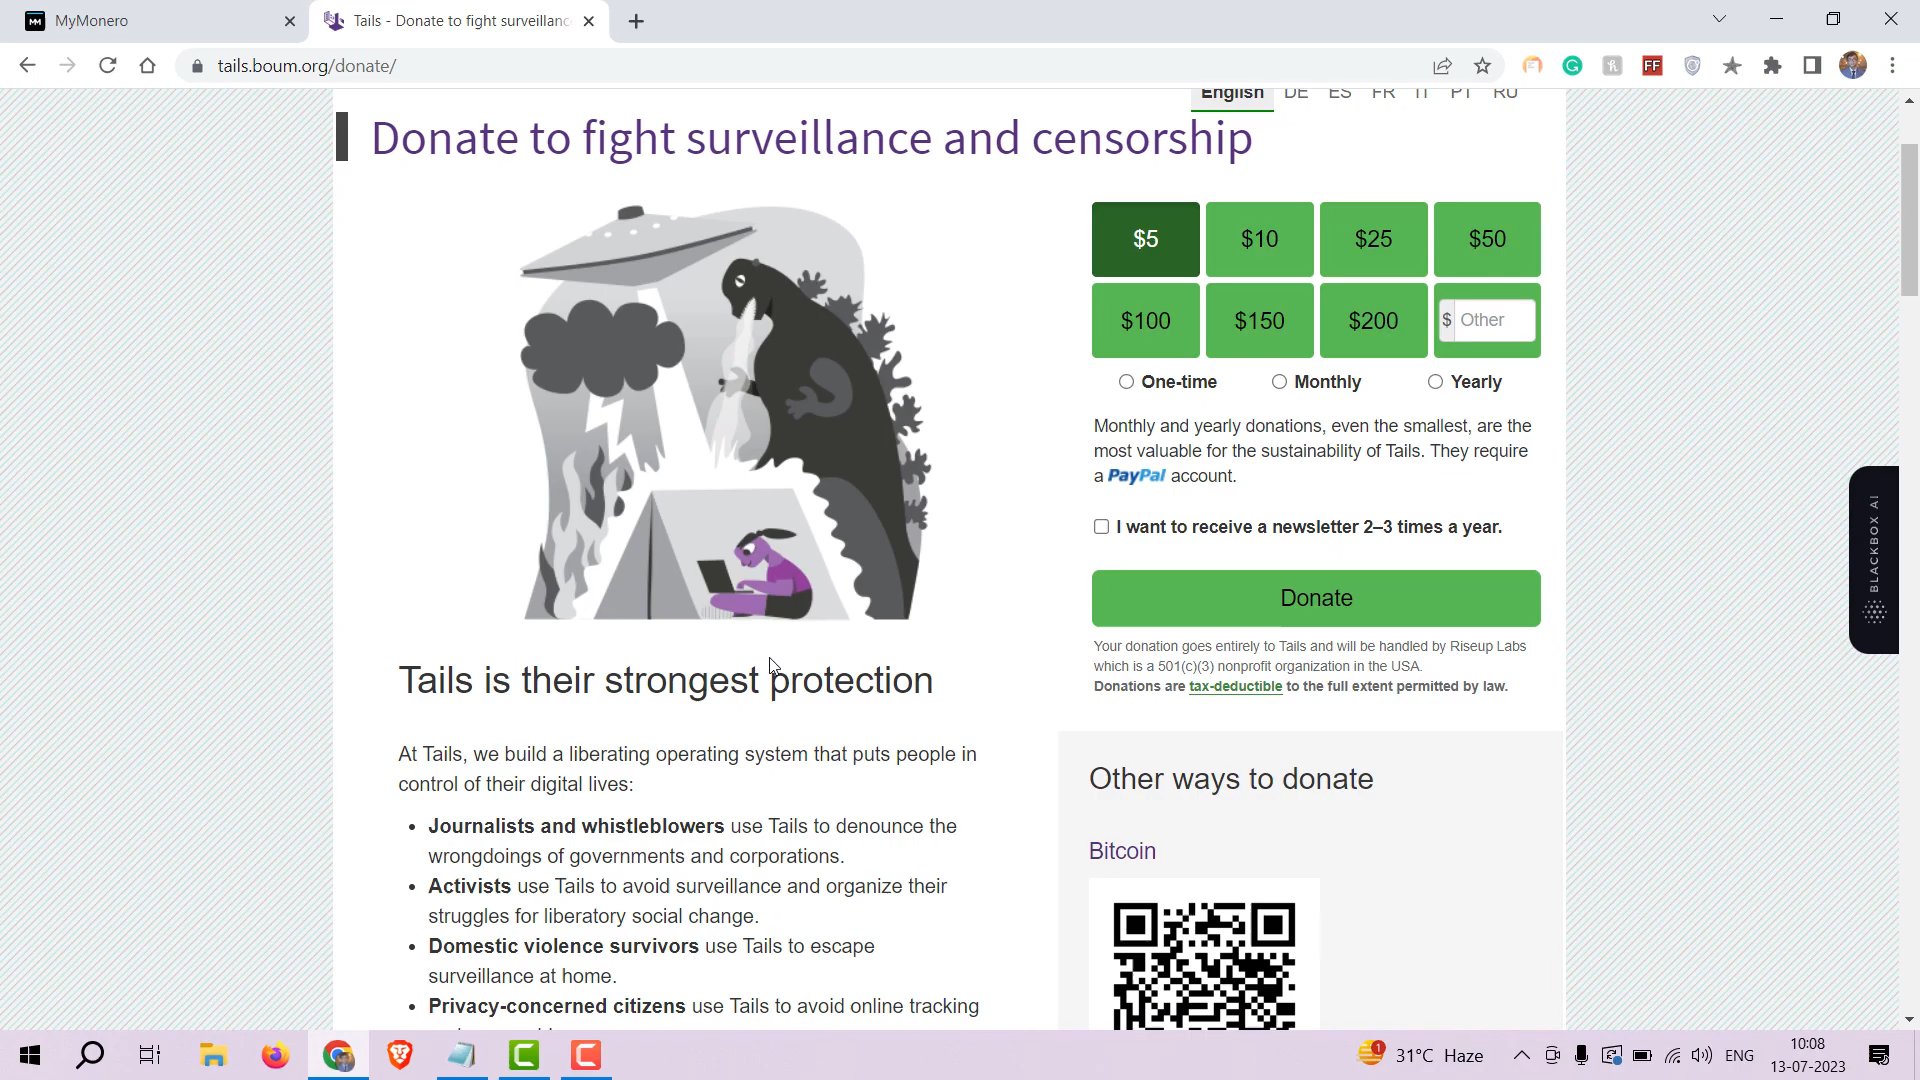 MyMonero
Tails - Donate to fight surveillanc
tails.boum.org/donate/
English DE ES FR IT PT RU
Donate to fight surveillance and censorship
$5 $10 $25 $50
$100 $150 $200 $ Other
One-time Monthly Yearly
Monthly and yearly donations, even the smallest, are the
most valuable for the sustainability of Tails. They require
a PayPal account.
I want to receive a newsletter 2–3 times a year.
Donate
Your donation goes entirely to Tails and will be handled by Riseup Labs
which is a 501(c)(3) nonprofit organization in the USA.
Donations are tax-deductible to the full extent permitted by law.
Tails is their strongest protection
At Tails, we build a liberating operating system that puts people in
control of their digital lives:
• Journalists and whistleblowers use Tails to denounce the
wrongdoings of governments and corporations.
• Activists use Tails to avoid surveillance and organize their
struggles for liberatory social change.
• Domestic violence survivors use Tails to escape
surveillance at home.
• Privacy-concerned citizens use Tails to avoid online tracking
Other ways to donate
Bitcoin
BLACKBOX AI
FF
1
31°C Haze
ENG
10:08
13-07-2023